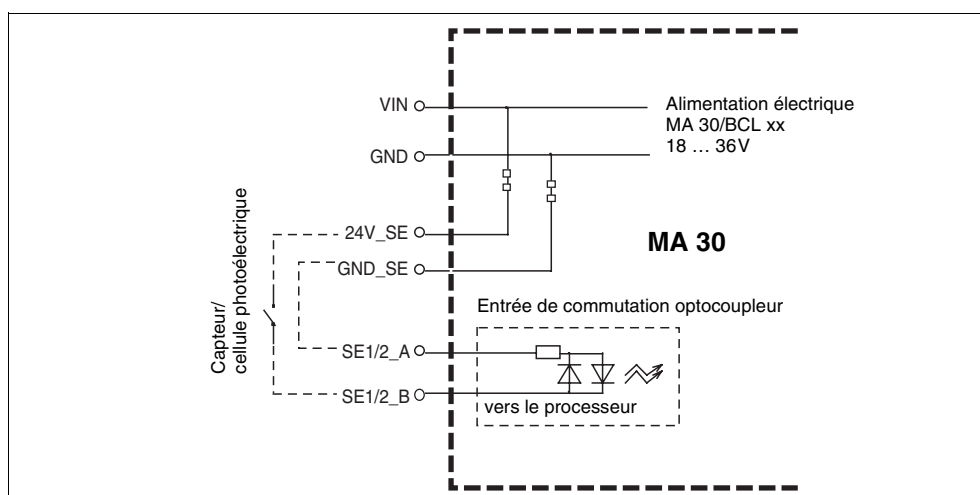 VIN
GND
Alimentation électrique
MA 30/BCL xx
18 … 36V
Capteur/
cellule photoélectrique
24V_SE
GND_SE
MA 30
Entrée de commutation optocoupleur
SE1/2_A
SE1/2_B
vers le processeur